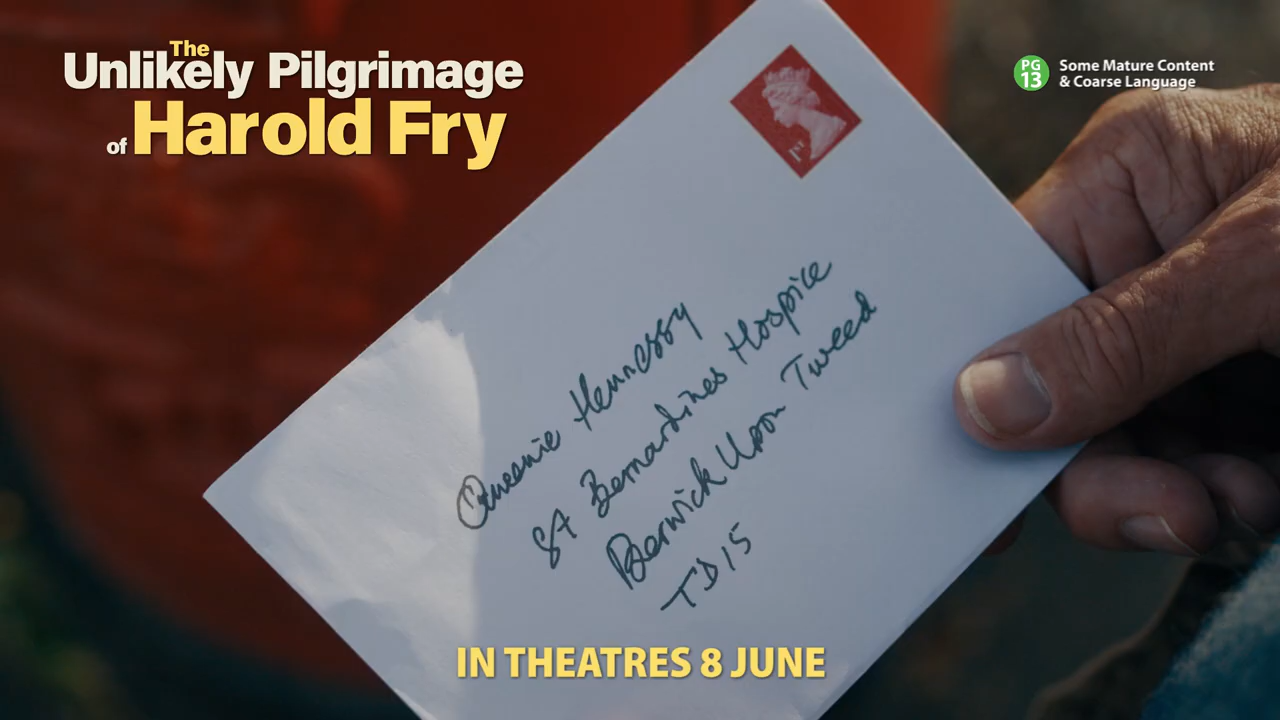 The
Unlikely Pilgrimage
of Harold Fry
PG
13
Some Mature Content
& Coarse Language
1ST
Queenie Hennessy
St Bernardines Hospice
Berwick Upon Tweed
TD15
IN THEATRES 8 JUNE